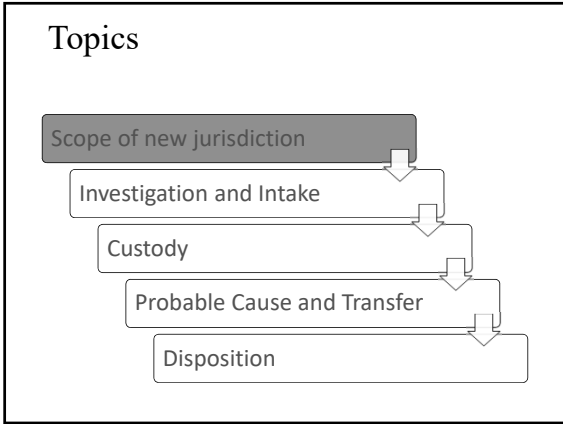 Topics
Scope of new jurisdiction
Investigation and Intake
Custody
Probable Cause and Transfer
Disposition